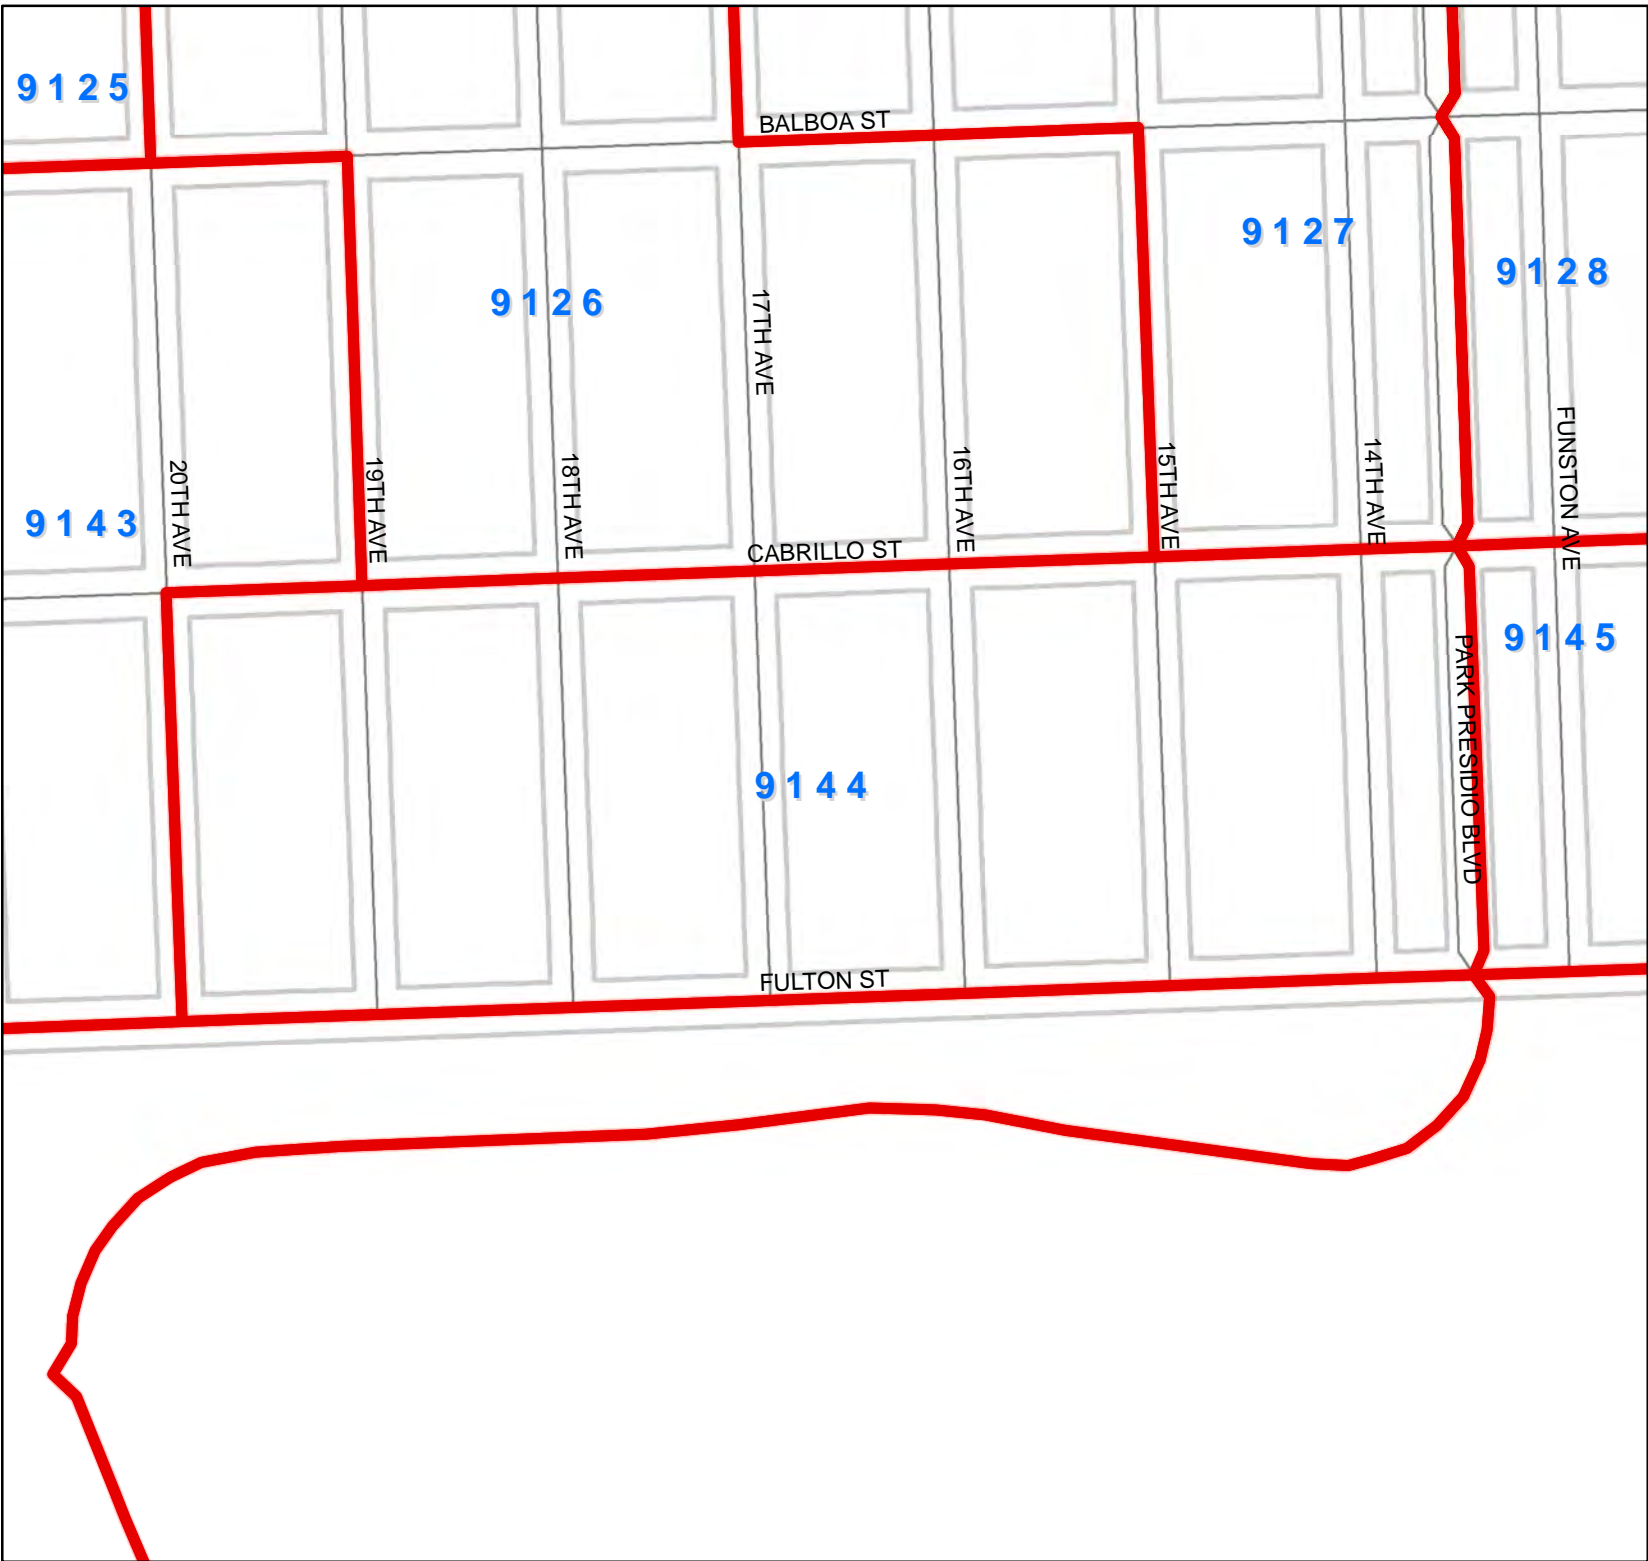 9125
BALBOA ST
9127
9128
9126
17TH AVE
FUNSTON AVE
14TH AVE
15TH AVE
16TH AVE
18TH AVE
19TH AVE
20TH AVE
9143
CABRILLO ST
9145
PARK PRESIDIO BLVD
9144
FULTON ST